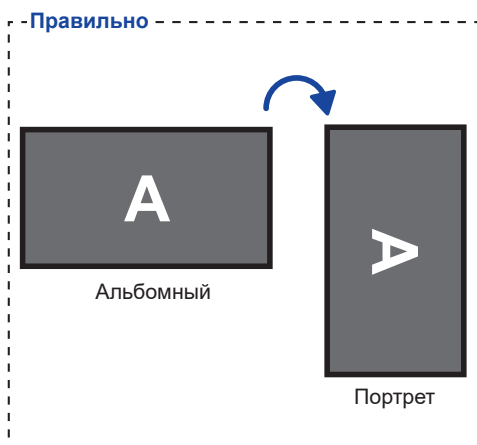 Правильно
A
Альбомный
A
Портрет